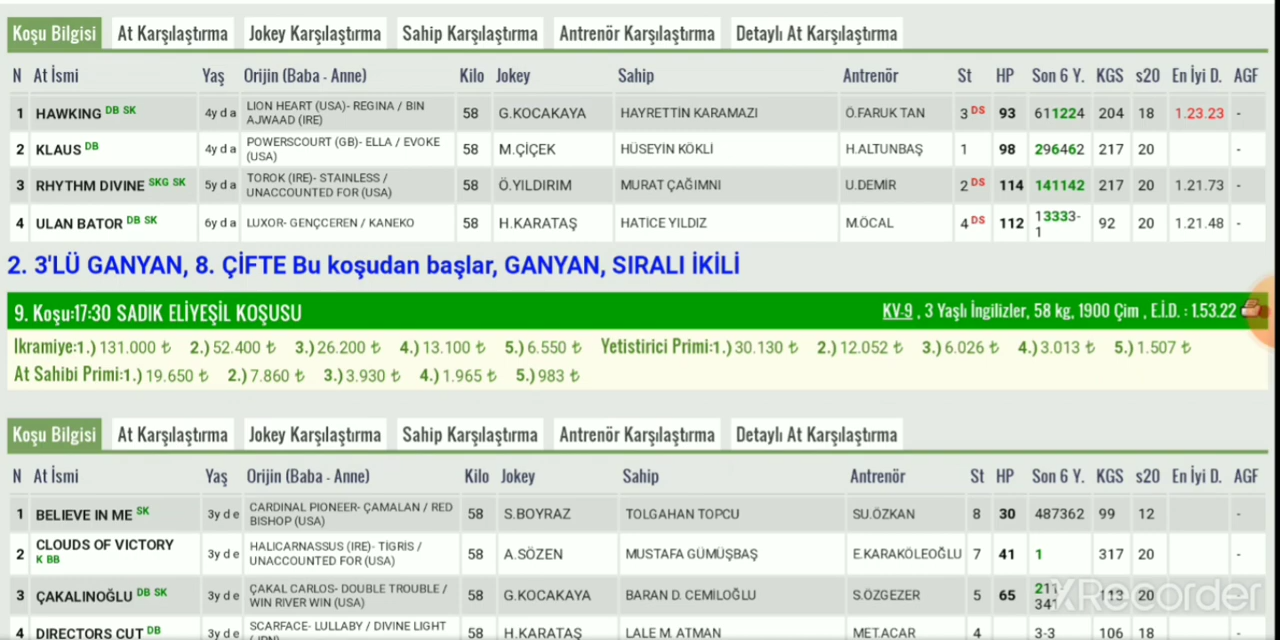 Koşu Bilgisi At Karşılaştırma Jokey Karşılaştırma Sahip Karşılaştırma Antrenör Karşılaştırma Detaylı At Karşılaştırma
N At İsmi Yaş Orijin (Baba - Anne) Kilo Jokey Sahip Antrenör St HP Son 6 Y. KGS s20 En İyi D. AGF
1 HAWKING DB SK 4y d a LION HEART (USA)- REGINA / BIN AJWAAD (IRE) 58 G.KOCAKAYA HAYRETTİN KARAMAZI Ö.FARUK TAN 3 DS 93 611224 204 18 1.23.23 -
2 KLAUS DB 4y d a POWERSCOURT (GB)- ELLA / EVOKE (USA) 58 M.ÇİÇEK HÜSEYİN KÖKLİ H.ALTUNBAŞ 1 98 296462 217 20 -
3 RHYTHM DIVINE SKG SK 5y d a TOROK (IRE)- STAINLESS / UNACCOUNTED FOR (USA) 58 Ö.YILDIRIM MURAT ÇAĞIMNI U.DEMİR 2 DS 114 141142 217 20 1.21.73 -
4 ULAN BATOR DB SK 6y d a LUXOR- GENÇCEREN / KANEKO 58 H.KARATAŞ HATİCE YILDIZ M.ÖCAL 4 DS 112 13333-1 92 20 1.21.48 -
2. 3'LÜ GANYAN, 8. ÇİFTE Bu koşudan başlar, GANYAN, SIRALI İKİLİ
9. Koşu:17:30 SADIK ELİYEŞİL KOŞUSU KV-9 , 3 Yaşlı İngilizler, 58 kg, 1900 Çim , E.İ.D. : 1.53.22
İkramiye:1.) 131.000 ₺ 2.) 52.400 ₺ 3.) 26.200 ₺ 4.) 13.100 ₺ 5.) 6.550 ₺ Yetistirici Primi:1.) 30.130 ₺ 2.) 12.052 ₺ 3.) 6.026 ₺ 4.) 3.013 ₺ 5.) 1.507 ₺
At Sahibi Primi:1.) 19.650 ₺ 2.) 7.860 ₺ 3.) 3.930 ₺ 4.) 1.965 ₺ 5.) 983 ₺
Koşu Bilgisi At Karşılaştırma Jokey Karşılaştırma Sahip Karşılaştırma Antrenör Karşılaştırma Detaylı At Karşılaştırma
N At İsmi Yaş Orijin (Baba - Anne) Kilo Jokey Sahip Antrenör St HP Son 6 Y. KGS s20 En İyi D. AGF
1 BELIEVE IN ME SK 3y d e CARDINAL PIONEER- ÇAMALAN / RED BISHOP (USA) 58 S.BOYRAZ TOLGAHAN TOPCU SU.ÖZKAN 8 30 487362 99 12 -
2 CLOUDS OF VICTORY K BB 3y d e HALICARNASSUS (IRE)- TİGRİS / UNACCOUNTED FOR (USA) 58 A.SÖZEN MUSTAFA GÜMÜŞBAŞ E.KARAKÖLEOĞLU 7 41 1 317 20 -
3 ÇAKALINOĞLU DB SK 3y d e ÇAKAL CARLOS- DOUBLE TROUBLE / WIN RIVER WIN (USA) 58 G.KOCAKAYA BARAN D. CEMİLOĞLU S.ÖZGEZER 5 65 113 20 -
XRecorder
4 DIRECTORS CUT DB 3y d e SCARFACE- LULLABY / DIVINE LIGHT 58 H.KARATAŞ LALE M. ATMAN MET.ACAR 4 44 3-3 106 18 -